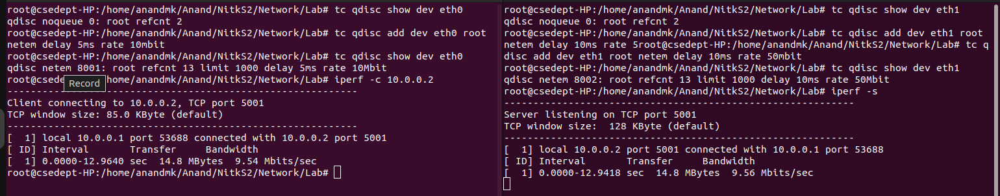 root@csedept-HP:/home/anandmk/Anand/NitkS2/Network/Lab# tc qdisc show dev eth0
qdisc noqueue 0: root refcnt 2
root@csedept-HP:/home/anandmk/Anand/NitkS2/Network/Lab# tc qdisc add dev eth0 root
netem delay 5ms rate 10mbit
root@csedept-HP:/home/anandmk/Anand/NitkS2/Network/Lab# tc qdisc show dev eth0
qdisc netem 8001: root refcnt 13 limit 1000 delay 5ms rate 10Mbit
root@csede Record /home/anandmk/Anand/NitkS2/Network/Lab# iperf -c 10.0.0.2
------------------------------------------------------------
Client connecting to 10.0.0.2, TCP port 5001
TCP window size: 85.0 KByte (default)
------------------------------------------------------------
[  1] local 10.0.0.1 port 53688 connected with 10.0.0.2 port 5001
[ ID] Interval       Transfer     Bandwidth
[  1] 0.0000-12.9640 sec  14.8 MBytes  9.54 Mbits/sec
root@csedept-HP:/home/anandmk/Anand/NitkS2/Network/Lab#
root@csedept-HP:/home/anandmk/Anand/NitkS2/Network/Lab# tc qdisc show dev eth1
qdisc noqueue 0: root refcnt 2
root@csedept-HP:/home/anandmk/Anand/NitkS2/Network/Lab# tc qdisc add dev eth1 root
netem delay 10ms rate 5root@csedept-HP:/home/anandmk/Anand/NitkS2/Network/Lab# tc q
disc add dev eth1 root netem delay 10ms rate 50mbit
root@csedept-HP:/home/anandmk/Anand/NitkS2/Network/Lab# tc qdisc show dev eth1
qdisc netem 8002: root refcnt 13 limit 1000 delay 10ms rate 50Mbit
root@csedept-HP:/home/anandmk/Anand/NitkS2/Network/Lab# iperf -s
------------------------------------------------------------
Server listening on TCP port 5001
TCP window size:  128 KByte (default)
------------------------------------------------------------
[  1] local 10.0.0.2 port 5001 connected with 10.0.0.1 port 53688
[ ID] Interval       Transfer     Bandwidth
[  1] 0.0000-12.9418 sec  14.8 MBytes  9.56 Mbits/sec